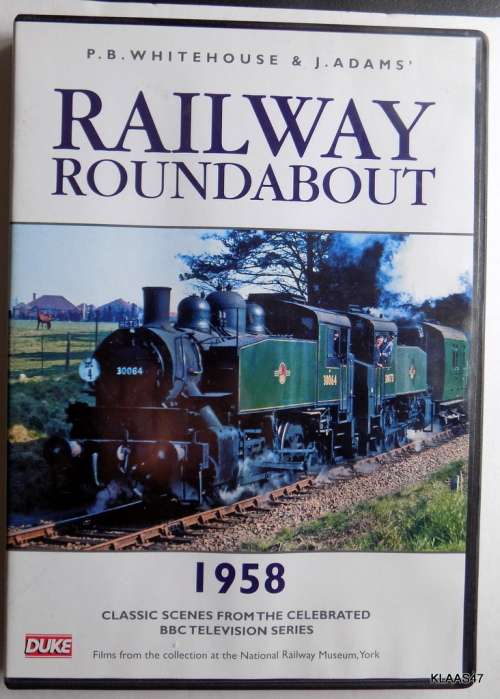 P.B.WHITEHOUSE & J.ADAMS'
RAILWAY
ROUNDABOUT
30064
30064
1958
CLASSIC SCENES FROM THE CELEBRATED
BBC TELEVISION SERIES
DUKE
Films from the collection at the National Railway Museum, York
KLAAS47